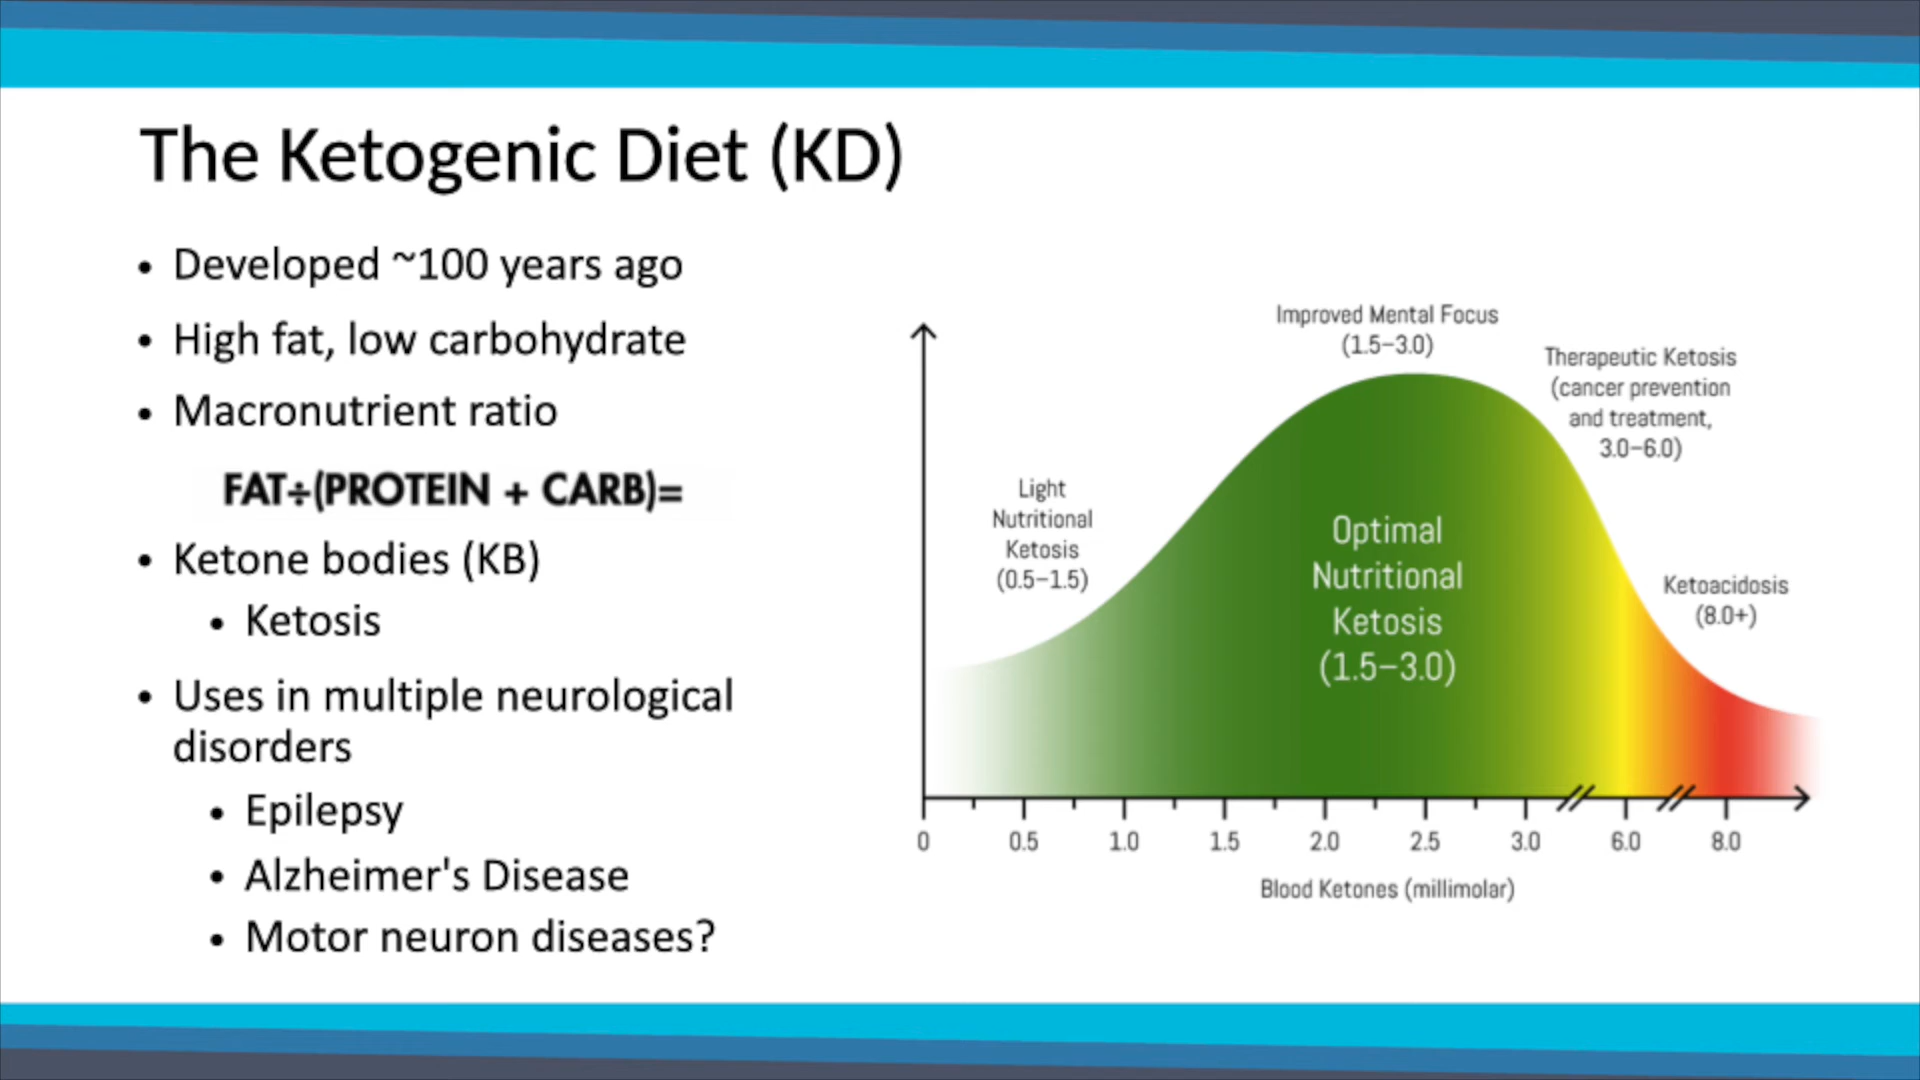 The Ketogenic Diet (KD)
• Developed ~100 years ago
• High fat, low carbohydrate
• Macronutrient ratio
FAT÷(PROTEIN + CARB)=
• Ketone bodies (KB)
• Ketosis
• Uses in multiple neurological
disorders
• Epilepsy
• Alzheimer's Disease
• Motor neuron diseases?
Improved Mental Focus
(1.5–3.0)
Therapeutic Ketosis
(cancer prevention
and treatment,
3.0–6.0)
Light
Nutritional
Ketosis
(0.5–1.5)
Optimal
Nutritional
Ketosis
(1.5–3.0)
Ketoacidosis
(8.0+)
0 0.5 1.0 1.5 2.0 2.5 3.0 6.0 8.0
Blood Ketones (millimolar)